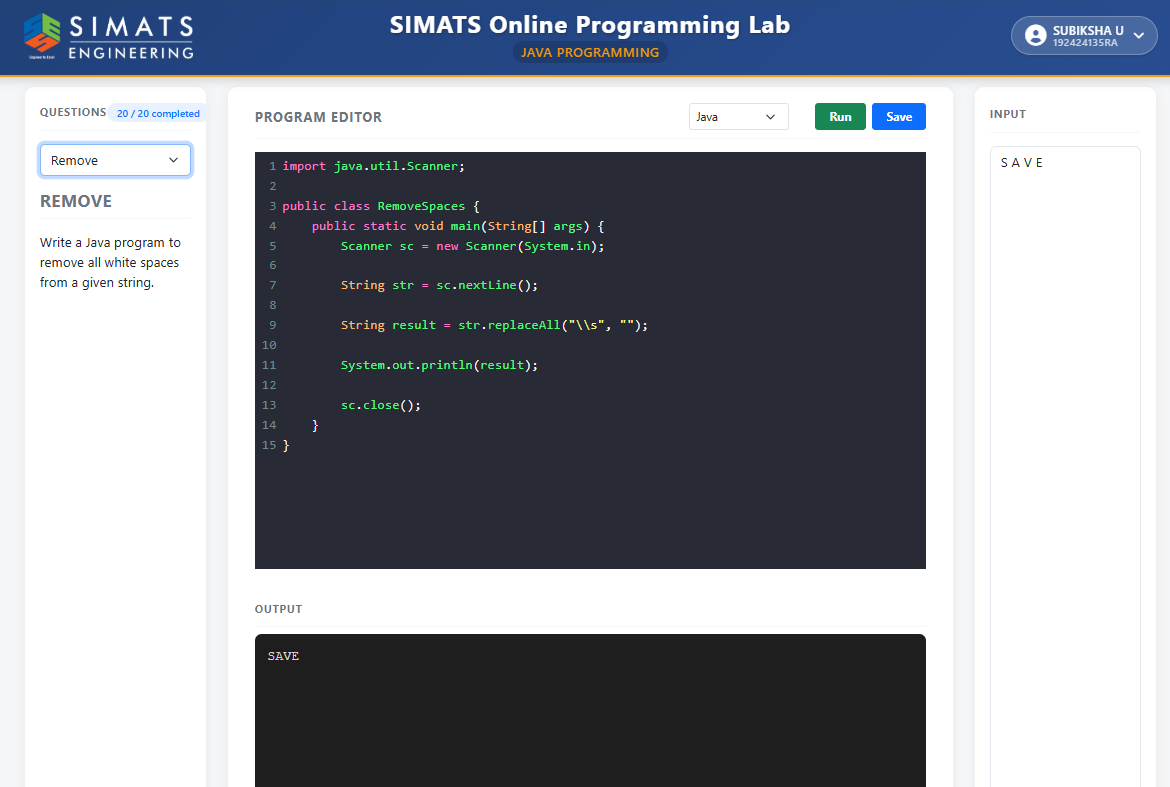 SIMATS
ENGINEERING
SIMATS Online Programming Lab
JAVA PROGRAMMING
SUBIKSHA U
192424135RA
QUESTIONS 20 / 20 completed
Remove
REMOVE
Write a Java program to
remove all white spaces
from a given string.
PROGRAM EDITOR
Java
Run
Save
1 import java.util.Scanner;
2
3 public class RemoveSpaces {
4     public static void main(String[] args) {
5         Scanner sc = new Scanner(System.in);
6
7         String str = sc.nextLine();
8
9         String result = str.replaceAll("\\s", "");
10
11         System.out.println(result);
12
13         sc.close();
14     }
15 }
OUTPUT
SAVE
INPUT
S A V E